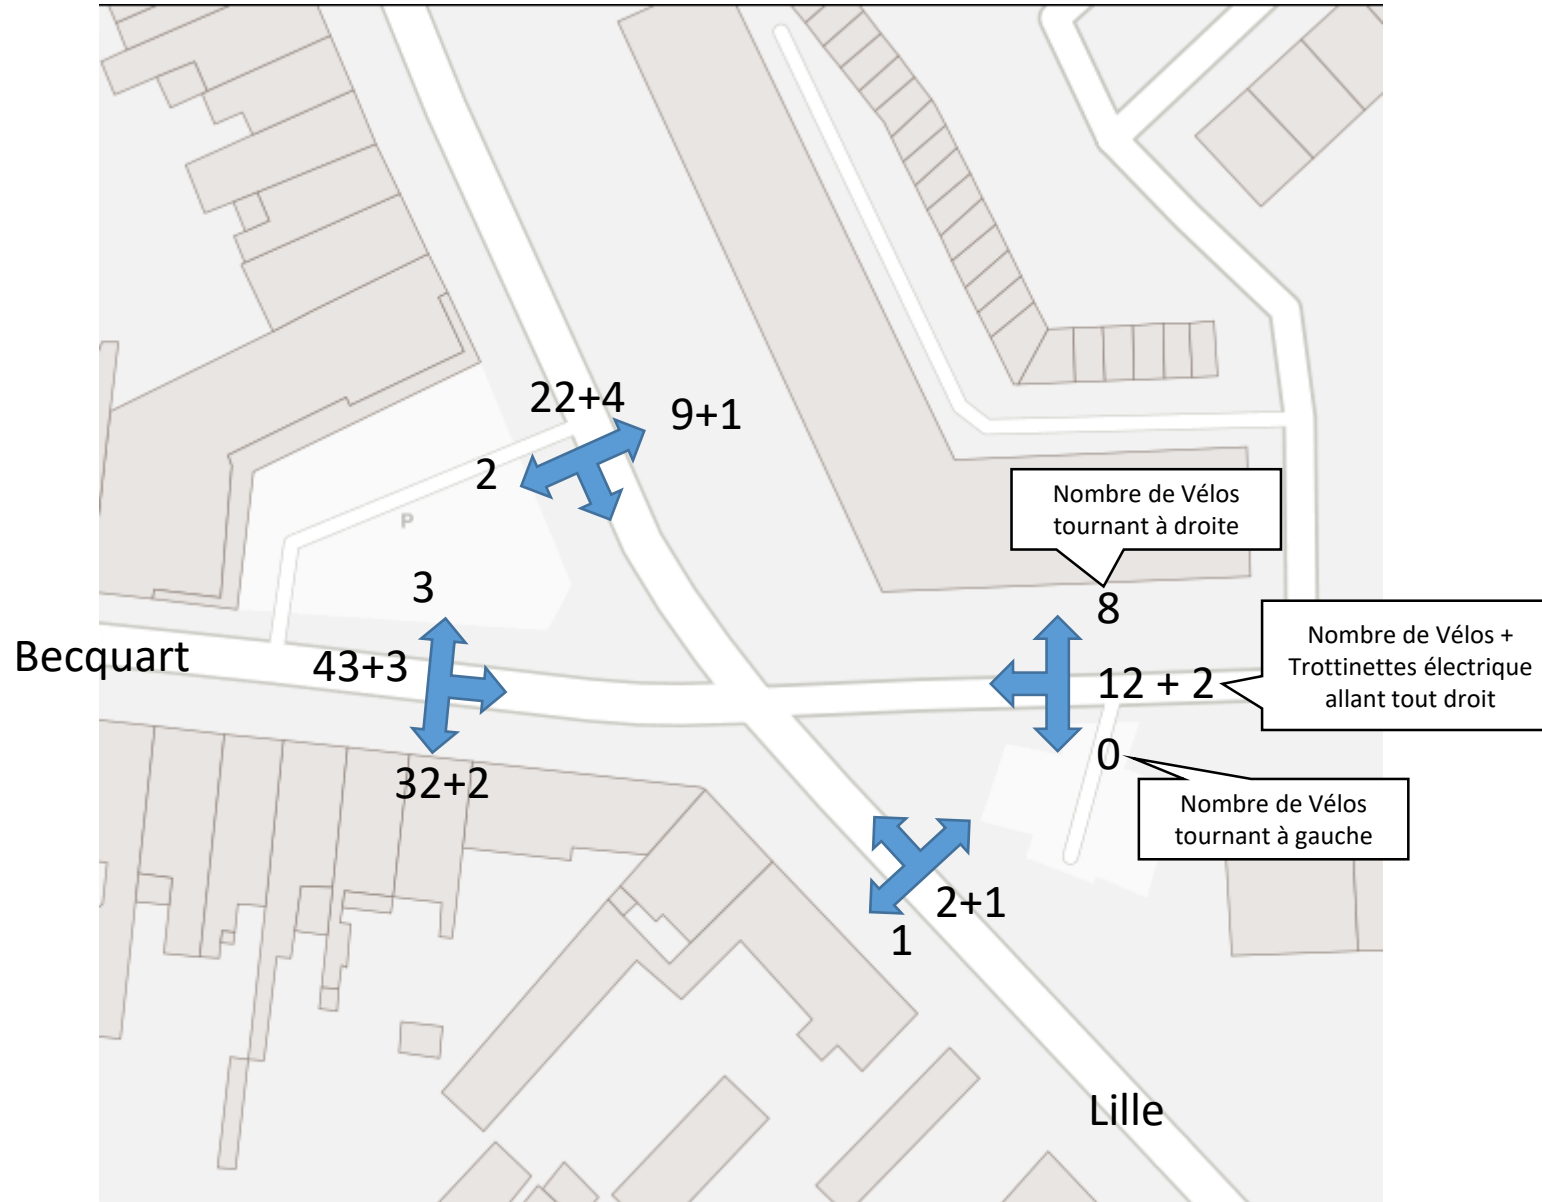 22+4
9+1
2
P
Nombre de Vélos
tournant à droite
3
8
Becquart
43+3
12 + 2
Nombre de Vélos +
Trottinettes électrique
allant tout droit
0
32+2
Nombre de Vélos
tournant à gauche
2+1
1
Lille